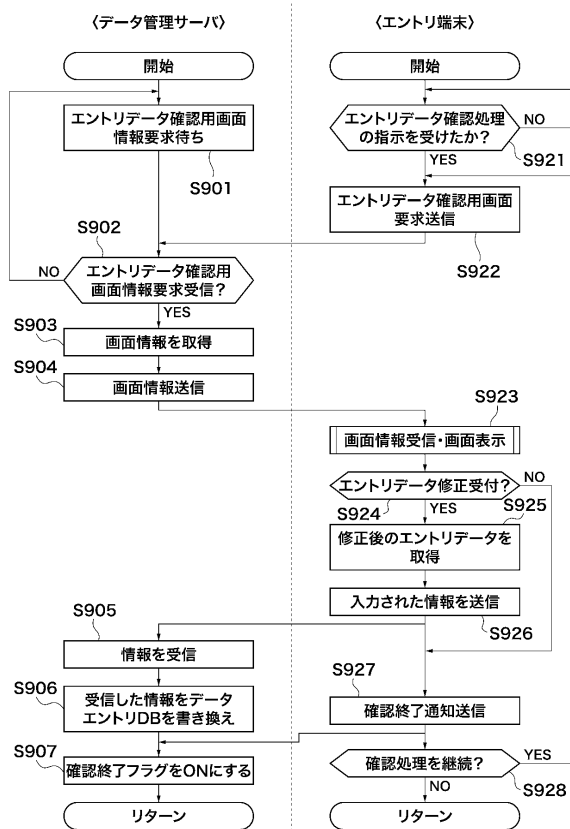 〈データ管理サーバ〉
〈エントリ端末〉
開始
開始
エントリデータ確認用画面
情報要求待ち
S901
エントリデータ確認処理
の指示を受けたか？
NO
S921
YES
エントリデータ確認用画面
要求送信
S922
S902
エントリデータ確認用
画面情報要求受信？
NO
YES
S903
画面情報を取得
S904
画面情報送信
S923
画面情報受信・画面表示
エントリデータ修正受付？
NO
S924
YES
S925
修正後のエントリデータを
取得
入力された情報を送信
S926
S905
情報を受信
S906
受信した情報をデータ
エントリDBを書き換え
S927
確認終了通知送信
S907
確認終了フラグをONにする
確認処理を継続？
YES
S928
NO
リターン
リターン